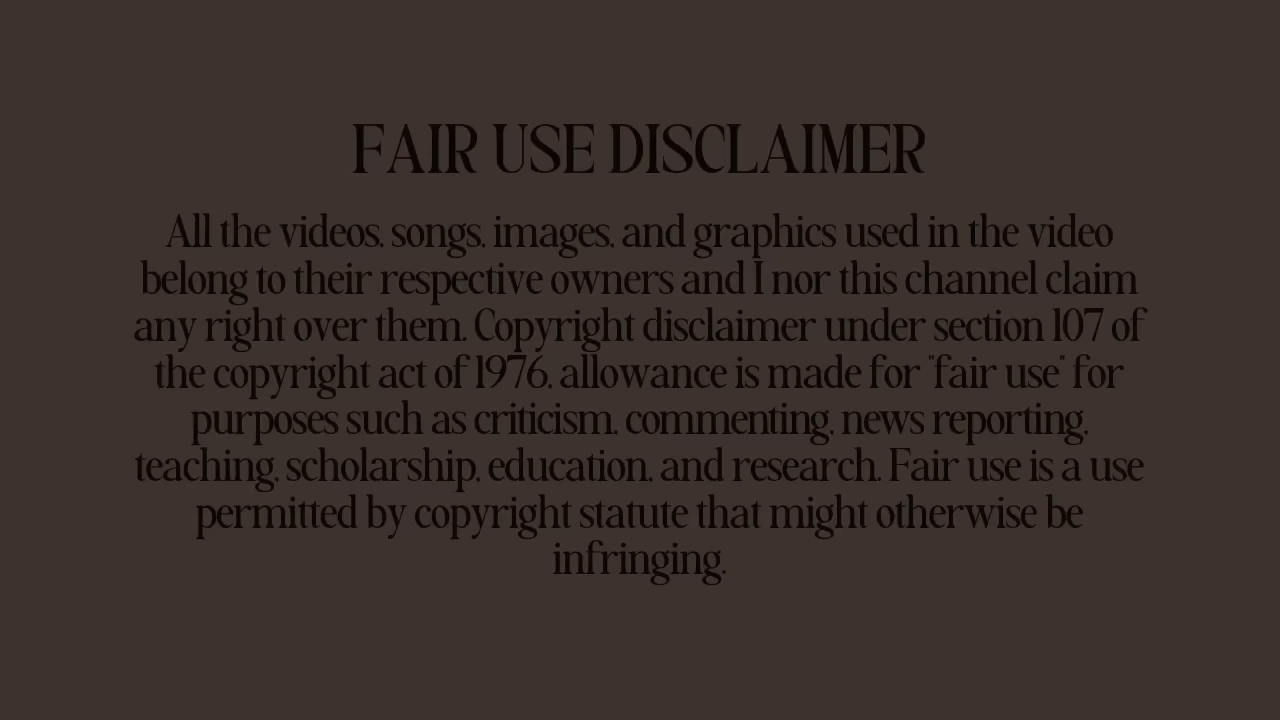 FAIR USE DISCLAIMER
All the videos, songs, images, and graphics used in the video
belong to their respective owners and I nor this channel claim
any right over them. Copyright disclaimer under section 107 of
the copyright act of 1976, allowance is made for "fair use" for
purposes such as criticism, commenting, news reporting,
teaching, scholarship, education, and research. Fair use is a use
permitted by copyright statute that might otherwise be
infringing.